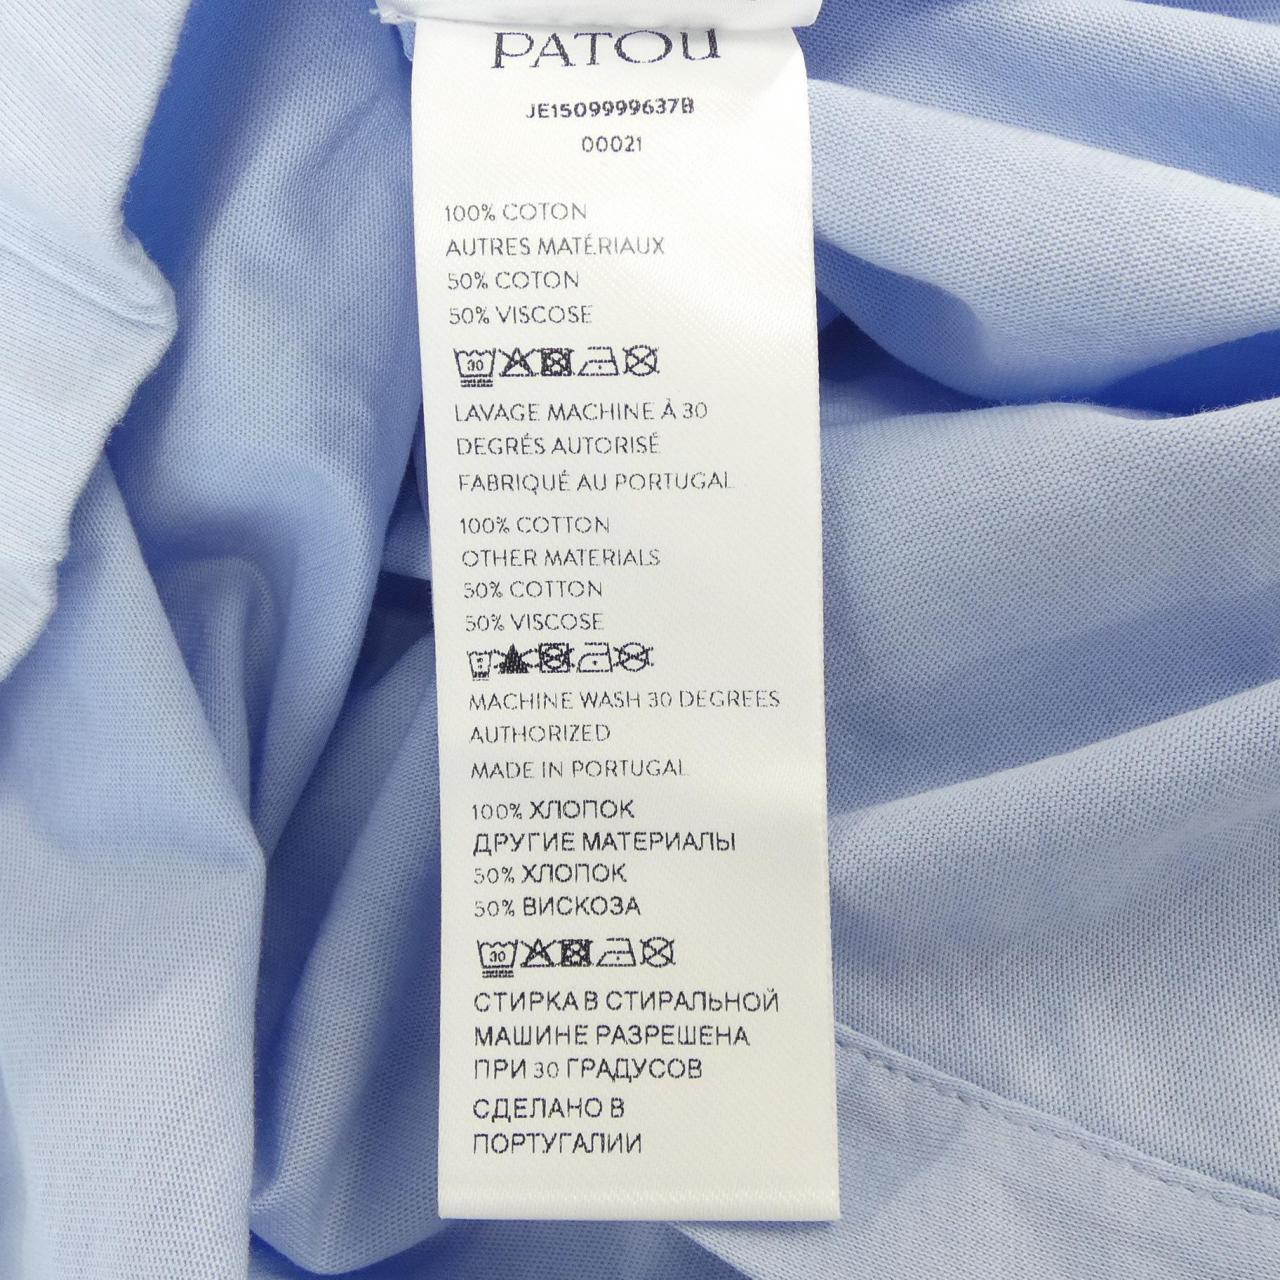 PATOU
JE1509999637B
00021
100% COTON
AUTRES MATÉRIAUX
50% COTON
50% VISCOSE
30
LAVAGE MACHINE À 30
DEGRÉS AUTORISÉ
FABRIQUÉ AU PORTUGAL
100% COTTON
OTHER MATERIALS
50% COTTON
50% VISCOSE
MACHINE WASH 30 DEGREES
AUTHORIZED
MADE IN PORTUGAL
100% ХЛОПОК
ДРУГИЕ МАТЕРИАЛЫ
50% ХЛОПОК
50% ВИСКОЗА
30
СТИРКА В СТИРАЛЬНОЙ
МАШИНЕ РАЗРЕШЕНА
ПРИ 30 ГРАДУСОВ
СДЕЛАНО В
ПОРТУГАЛИИ